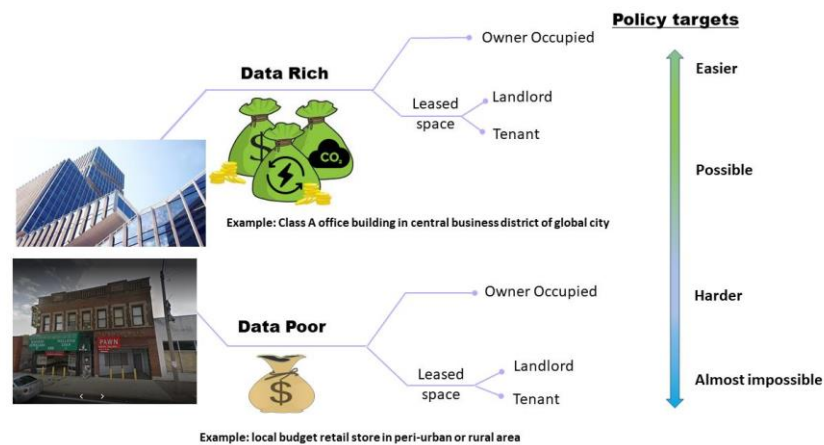 Policy targets
Owner Occupied
Easier
Data Rich
Landlord
Leased
space
Tenant
$
CO₂
Possible
Example: Class A office building in central business district of global city
Owner Occupied
Harder
PAWN
Data Poor
Landlord
Leased
space
Tenant
$
Almost impossible
Example: local budget retail store in peri-urban or rural area